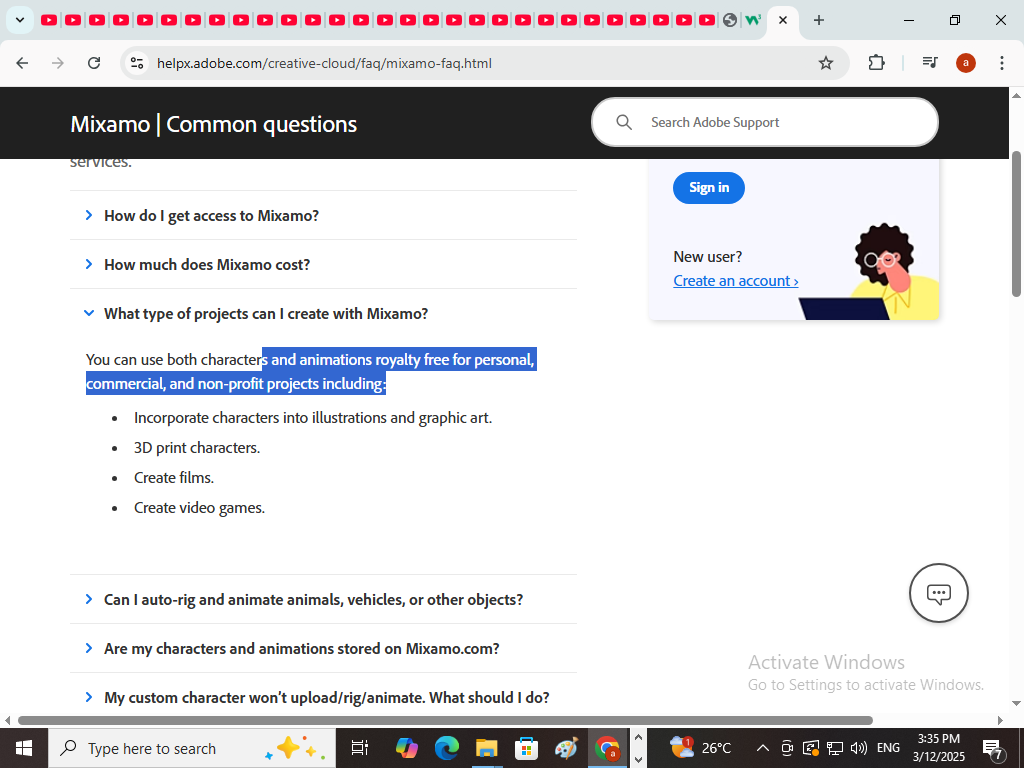 helpx.adobe.com/creative-cloud/faq/mixamo-faq.html
a
Mixamo | Common questions
Search Adobe Support
services.
Sign in
New user?
Create an account ›
How do I get access to Mixamo?
How much does Mixamo cost?
What type of projects can I create with Mixamo?
You can use both characters and animations royalty free for personal,
commercial, and non-profit projects including:
• Incorporate characters into illustrations and graphic art.
• 3D print characters.
• Create films.
• Create video games.
Can I auto-rig and animate animals, vehicles, or other objects?
Are my characters and animations stored on Mixamo.com?
My custom character won’t upload/rig/animate. What should I do?
Activate Windows
Go to Settings to activate Windows.
Type here to search
a
1
26°C
ENG
3:35 PM
3/12/2025
7